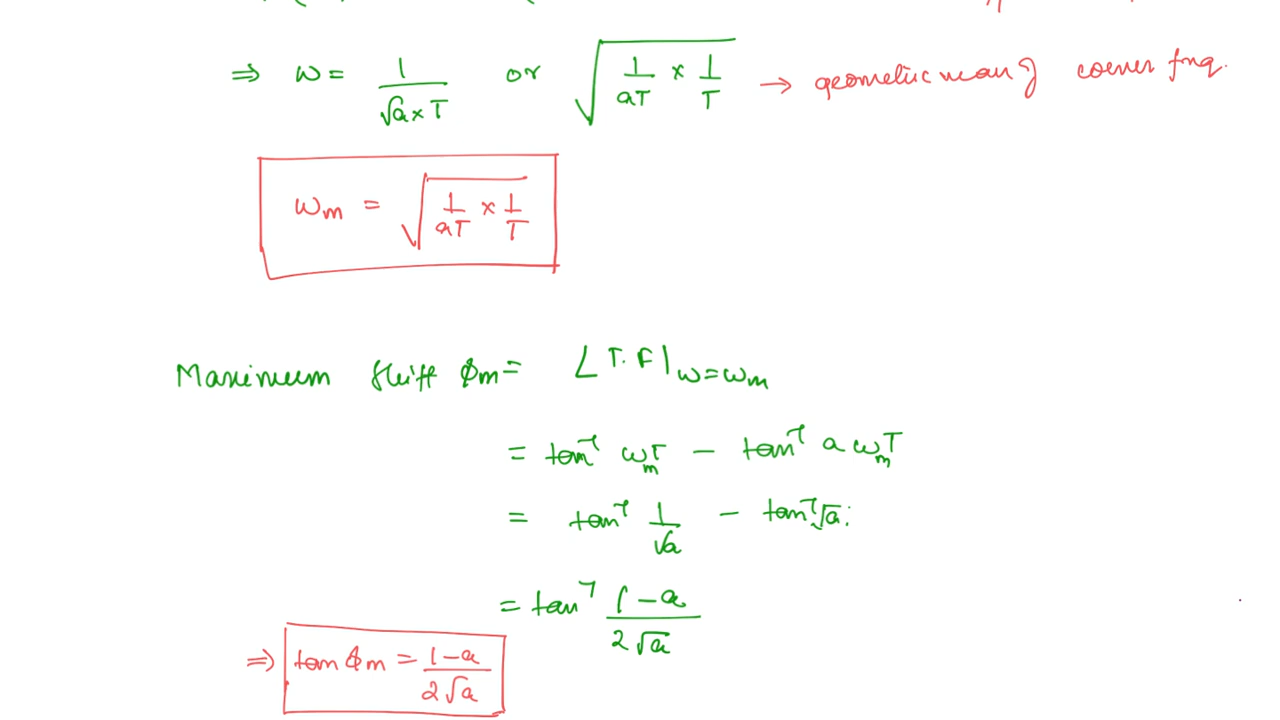 ⇒ ω = 1/(√a × T) or √(1/aT × 1/T) → geometric mean of corner frq.
ωm = √(1/aT × 1/T)
Maximum shift ϕm = ∠T.F|ω=ωm
= tan⁻¹ ωmT − tan⁻¹ aωmT
= tan⁻¹ 1/√a − tan⁻¹ √a
= tan⁻¹ (1−a)/(2√a)
⇒ tan ϕm = (1−a)/(2√a)